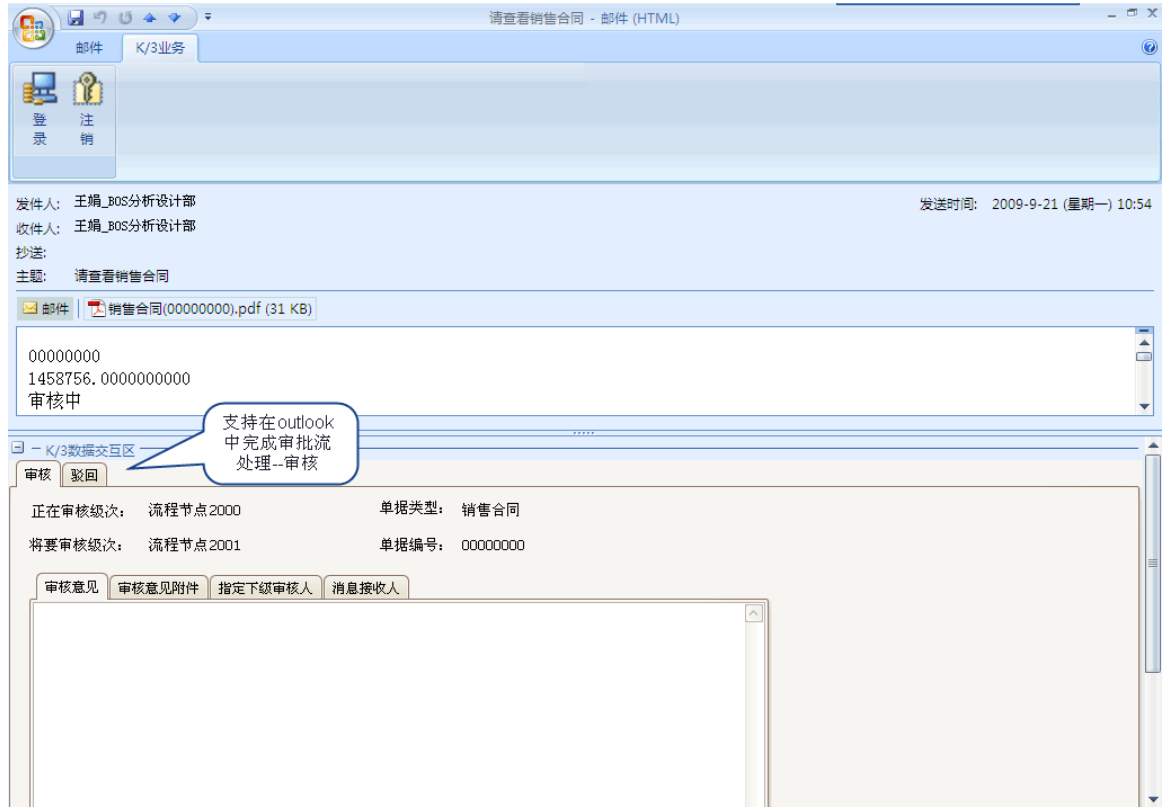 请查看销售合同 - 邮件 (HTML)
邮件 K/3业务
登录 注销
发件人: 王娟_BOS分析设计部 发送时间: 2009-9-21 (星期一) 10:54
收件人: 王娟_BOS分析设计部
抄送:
主题: 请查看销售合同
邮件 销售合同(00000000).pdf (31 KB)
00000000
1458756.0000000000
审核中
支持在outlook
中完成审批流
处理--审核
K/3数据交互区
审核 驳回
正在审核级次: 流程节点2000 单据类型: 销售合同
将要审核级次: 流程节点2001 单据编号: 00000000
审核意见 审核意见附件 指定下级审核人 消息接收人